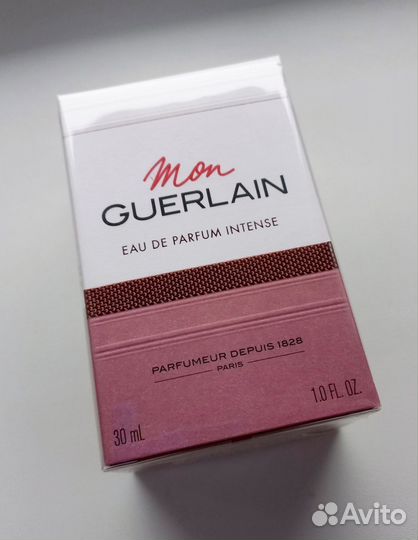 Mon
GUERLAIN
EAU DE PARFUM INTENSE
PARFUMEUR DEPUIS 1828
PARIS
30 mL 1.0 FL. OZ.
Avito